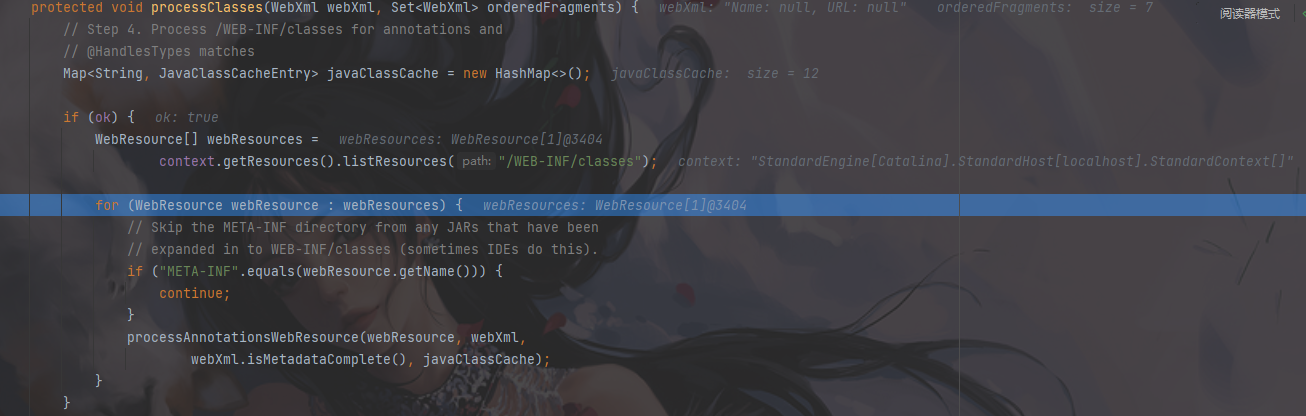 protected void processClasses(WebXml webXml, Set<WebXml> orderedFragments) {   webXml: "Name: null, URL: null"    orderedFragments:  size = 7
阅读器模式
// Step 4. Process /WEB-INF/classes for annotations and
// @HandlesTypes matches
Map<String, JavaClassCacheEntry> javaClassCache = new HashMap<>();   javaClassCache:  size = 12
if (ok) {   ok: true
WebResource[] webResources =   webResources: WebResource[1]@3404
context.getResources().listResources( path: "/WEB-INF/classes");   context: "StandardEngine[Catalina].StandardHost[localhost].StandardContext[]"
for (WebResource webResource : webResources) {   webResources: WebResource[1]@3404
// Skip the META-INF directory from any JARs that have been
// expanded in to WEB-INF/classes (sometimes IDEs do this).
if ("META-INF".equals(webResource.getName())) {
continue;
}
processAnnotationsWebResource(webResource, webXml,
webXml.isMetadataComplete(), javaClassCache);
}
}